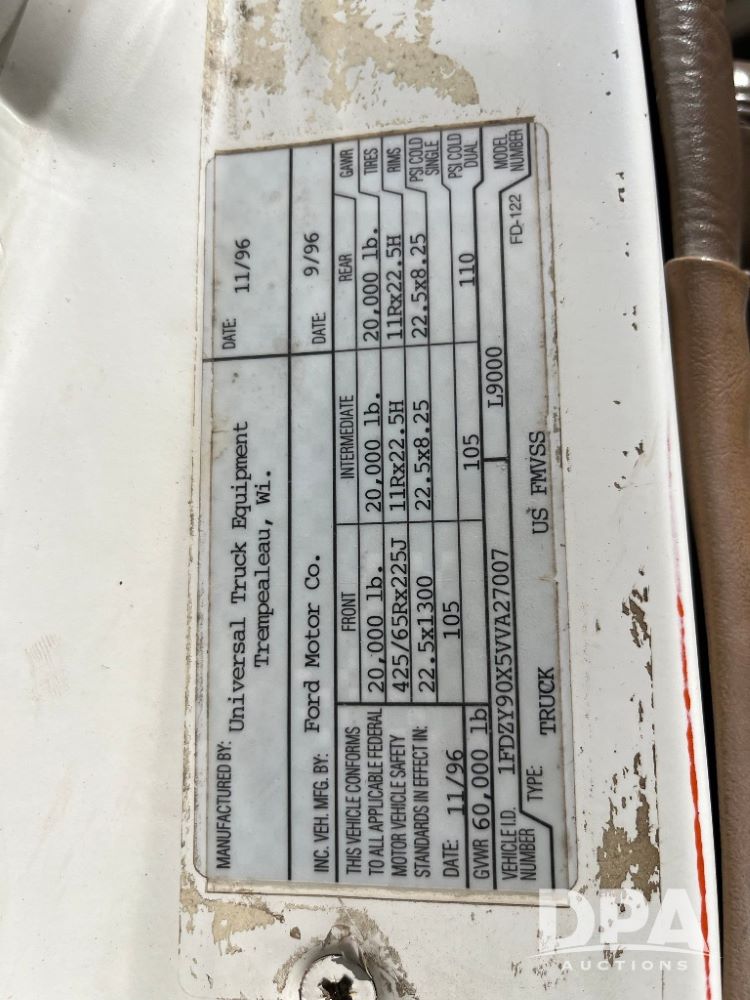 MANUFACTURED BY: Universal Truck Equipment DATE: 11/96
Trempealeau, Wi.
INC. VEH. MFG. BY: Ford Motor Co. DATE: 9/96
THIS VEHICLE CONFORMS FRONT INTERMEDIATE REAR
TO ALL APPLICABLE FEDERAL 20,000 lb. 20,000 lb. 20,000 lb. GAWR
MOTOR VEHICLE SAFETY 425/65Rx225J 11Rx22.5H 11Rx22.5H TIRES
STANDARDS IN EFFECT IN: 22.5x1300 22.5x8.25 22.5x8.25 RIMS
DATE: 11/96 105 PSI COLD SINGLE
GVWR 60,000 lb 105 110 PSI COLD DUAL
VEHICLE I.D. NUMBER 1FDZY90X5VVA27007 L9000 MODEL NUMBER
TYPE: TRUCK US FMVSS FD-122
DPA
AUCTIONS